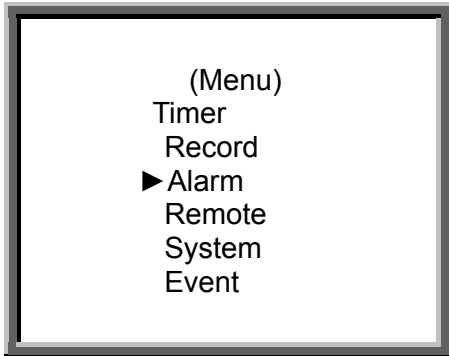 (Menu)
Timer
Record
►Alarm
Remote
System
Event